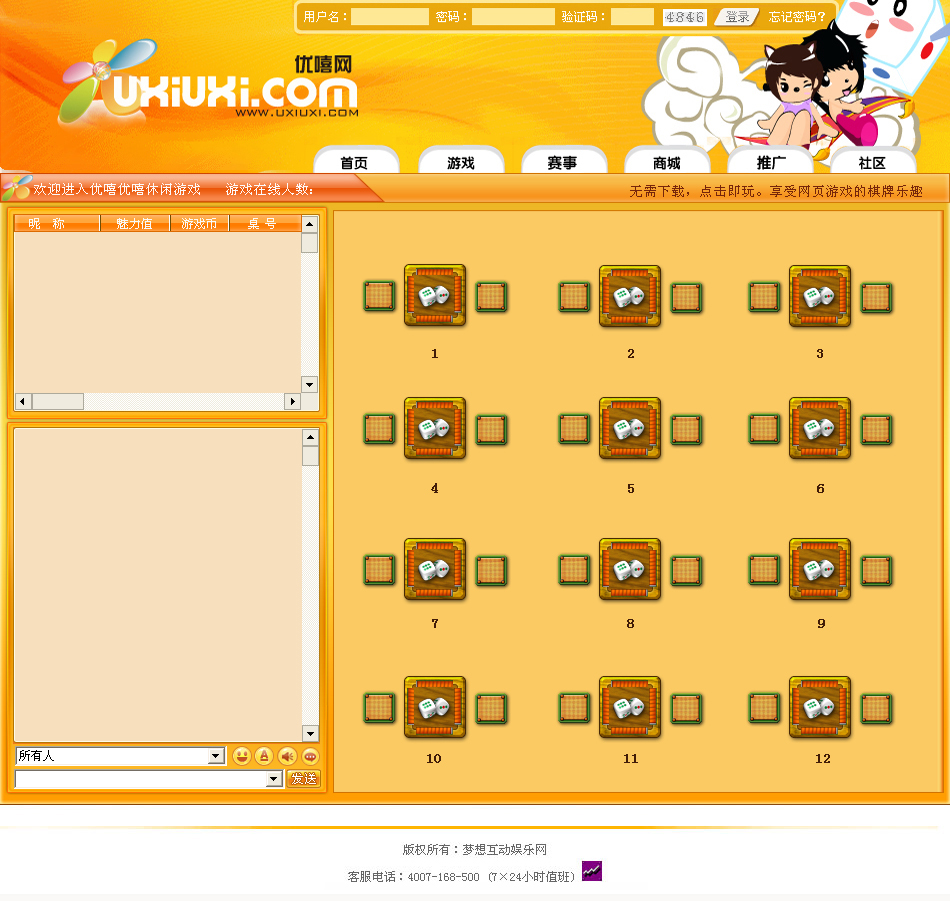 用户名： 密码： 验证码： 4846 登录 忘记密码？
优嘻网
uxiuxi.com
WWW.UXIUXI.COM
首页 游戏 赛事 商城 推广 社区
欢迎进入优嘻优嘻休闲游戏 游戏在线人数：
无需下载，点击即玩。享受网页游戏的棋牌乐趣
昵 称 魅力值 游戏币 桌 号
1 2 3
4 5 6
7 8 9
10 11 12
所有人
A
发送
版权所有：梦想互动娱乐网
客服电话：4007-168-500（7×24小时值班）